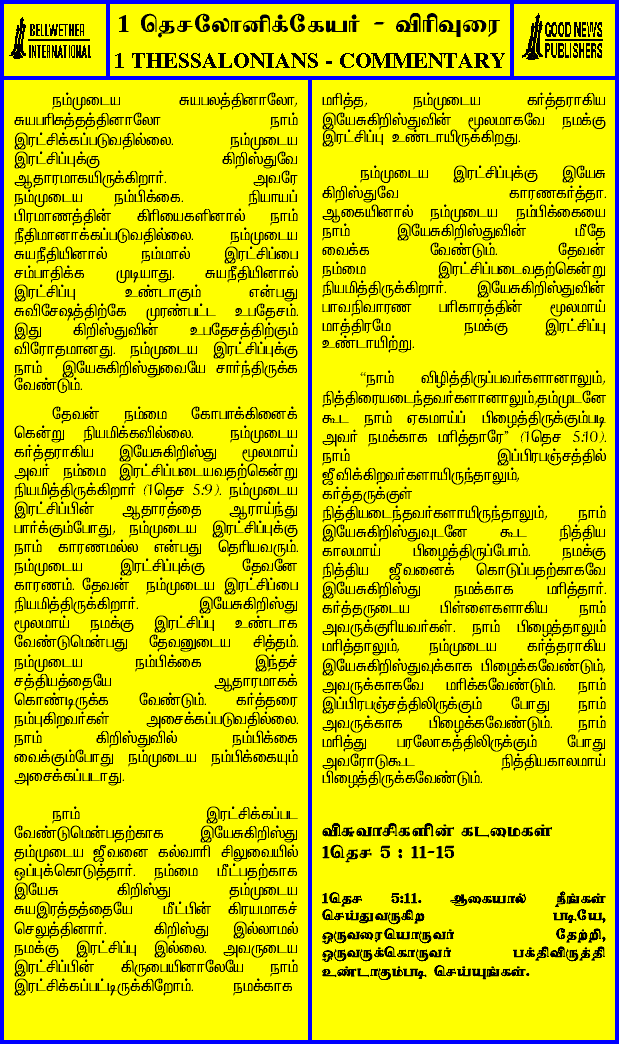 BELLWETHER
INTERNATIONAL
1 தெசலோனிக்கேயர் - விரிவுரை
1 THESSALONIANS - COMMENTARY
GOOD NEWS
PUBLISHERS
நம்முடைய சுயபலத்தினாலோ,
சுயபரிசுத்தத்தினாலோ நாம்
இரட்சிக்கப்படுவதில்லை. நம்முடைய
இரட்சிப்புக்கு கிறிஸ்துவே
ஆதாரமாகயிருக்கிறார். அவரே
நம்முடைய நம்பிக்கை. நியாயப்
பிரமாணத்தின் கிரியைகளினால் நாம்
நீதிமானாக்கப்படுவதில்லை. நம்முடைய
சுயநீதியினால் நம்மால் இரட்சிப்பை
சம்பாதிக்க முடியாது. சுயநீதியினால்
இரட்சிப்பு உண்டாகும் என்பது
சுவிசேஷத்திற்கே முரண்பட்ட உபதேசம்.
இது கிறிஸ்துவின் உபதேசத்திற்கும்
விரோதமானது. நம்முடைய இரட்சிப்புக்கு
நாம் இயேசுகிறிஸ்துவையே சார்ந்திருக்க
வேண்டும்.
தேவன் நம்மை கோபாக்கினைக்
கென்று நியமிக்கவில்லை. நம்முடைய
கர்த்தராகிய இயேசுகிறிஸ்து மூலமாய்
அவர் நம்மை இரட்சிப்படையவதற்கென்று
நியமித்திருக்கிறார் (1தெச 5:9). நம்முடைய
இரட்சிப்பின் ஆதாரத்தை ஆராய்ந்து
பார்க்கும்போது, நம்முடைய இரட்சிப்புக்கு
நாம் காரணமல்ல என்பது தெரியவரும்.
நம்முடைய இரட்சிப்புக்கு தேவனே
காரணம். தேவன் நம்முடைய இரட்சிப்பை
நியமித்திருக்கிறார். இயேசுகிறிஸ்து
மூலமாய் நமக்கு இரட்சிப்பு உண்டாக
வேண்டுமென்பது தேவனுடைய சித்தம்.
நம்முடைய நம்பிக்கை இந்தச்
சத்தியத்தையே ஆதாரமாகக்
கொண்டிருக்க வேண்டும். கர்த்தரை
நம்புகிறவர்கள் அசைக்கப்படுவதில்லை.
நாம் கிறிஸ்துவில் நம்பிக்கை
வைக்கும்போது நம்முடைய நம்பிக்கையும்
அசைக்கப்படாது.
நாம் இரட்சிக்கப்பட
வேண்டுமென்பதற்காக இயேசுகிறிஸ்து
தம்முடைய ஜீவனை கல்வாரி சிலுவையில்
ஒப்புக்கொடுத்தார். நம்மை மீட்பதற்காக
இயேசு கிறிஸ்து தம்முடைய
சுயஇரத்தத்தையே மீட்பின் கிரயமாகச்
செலுத்தினார். கிறிஸ்து இல்லாமல்
நமக்கு இரட்சிப்பு இல்லை. அவருடைய
இரட்சிப்பின் கிருபையினாலேயே நாம்
இரட்சிக்கப்பட்டிருக்கிறோம். நமக்காக
மரித்த, நம்முடைய கர்த்தராகிய
இயேசுகிறிஸ்துவின் மூலமாகவே நமக்கு
இரட்சிப்பு உண்டாயிருக்கிறது.
நம்முடைய இரட்சிப்புக்கு இயேசு
கிறிஸ்துவே காரணகர்த்தா.
ஆகையினால் நம்முடைய நம்பிக்கையை
நாம் இயேசுகிறிஸ்துவின் மீதே
வைக்க வேண்டும். தேவன்
நம்மை இரட்சிப்படைவதற்கென்று
நியமித்திருக்கிறார். இயேசுகிறிஸ்துவின்
பாவநிவாரண பரிகாரத்தின் மூலமாய்
மாத்திரமே நமக்கு இரட்சிப்பு
உண்டாயிற்று.
"நாம் விழித்திருப்பவர்களானாலும்,
நித்திரையடைந்தவர்களானாலும்,தம்முடனே
கூட நாம் ஏகமாய்ப் பிழைத்திருக்கும்படி
அவர் நமக்காக மரித்தாரே" (1தெச 5:10).
நாம் இப்பிரபஞ்சத்தில்
ஜீவிக்கிறவர்களாயிருந்தாலும்,
கர்த்தருக்குள்
நித்தியடைந்தவர்களாயிருந்தாலும், நாம்
இயேசுகிறிஸ்துவுடனே கூட நித்திய
காலமாய் பிழைத்திருப்போம். நமக்கு
நித்திய ஜீவனைக் கொடுப்பதற்காகவே
இயேசுகிறிஸ்து நமக்காக மரித்தார்.
கர்த்தருடைய பிள்ளைகளாகிய நாம்
அவருக்குரியவர்கள். நாம் பிழைத்தாலும்
மரித்தாலும், நம்முடைய கர்த்தராகிய
இயேசுகிறிஸ்துவுக்காக பிழைக்கவேண்டும்,
அவருக்காகவே மரிக்கவேண்டும். நாம்
இப்பிரபஞ்சத்திலிருக்கும் போது நாம்
அவருக்காக பிழைக்கவேண்டும். நாம்
மரித்து பரலோகத்திலிருக்கும் போது
அவரோடுகூட நித்தியகாலமாய்
பிழைத்திருக்கவேண்டும்.
விசுவாசிகளின் கடமைகள்
1தெச 5 : 11-15
1தெச 5:11. ஆகையால் நீங்கள்
செய்துவருகிற படியே,
ஒருவரையொருவர் தேற்றி,
ஒருவருக்கொருவர் பக்திவிருத்தி
உண்டாகும்படி செய்யுங்கள்.